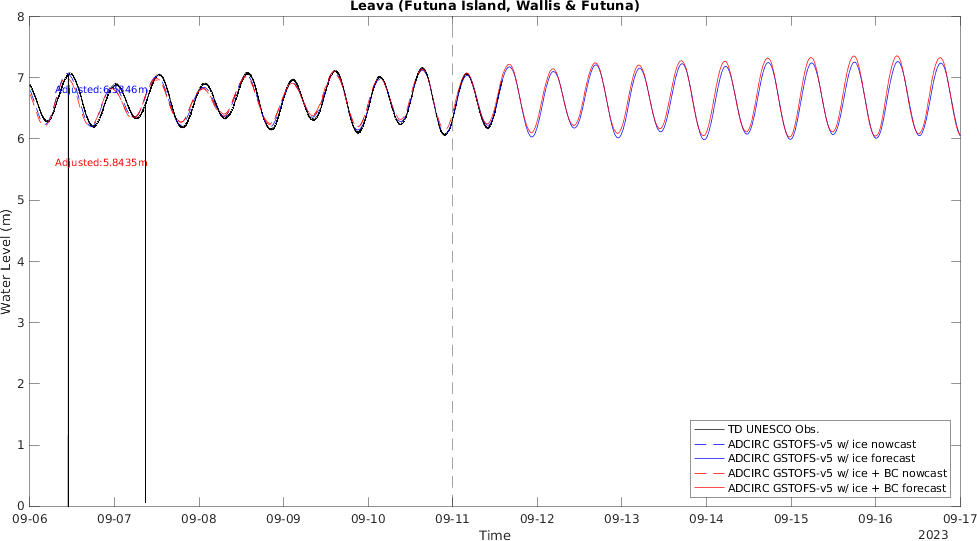 Leava (Futuna Island, Wallis & Futuna)
8
7
6
5
4
3
2
1
0
Water Level (m)
Adjusted:5.8435m
TD UNESCO Obs.
ADCIRC GSTOFS-v5 w/ ice nowcast
ADCIRC GSTOFS-v5 w/ ice forecast
ADCIRC GSTOFS-v5 w/ ice + BC nowcast
ADCIRC GSTOFS-v5 w/ ice + BC forecast
09-06 09-07 09-08 09-09 09-10 09-11 09-12 09-13 09-14 09-15 09-16 09-17
Time
2023